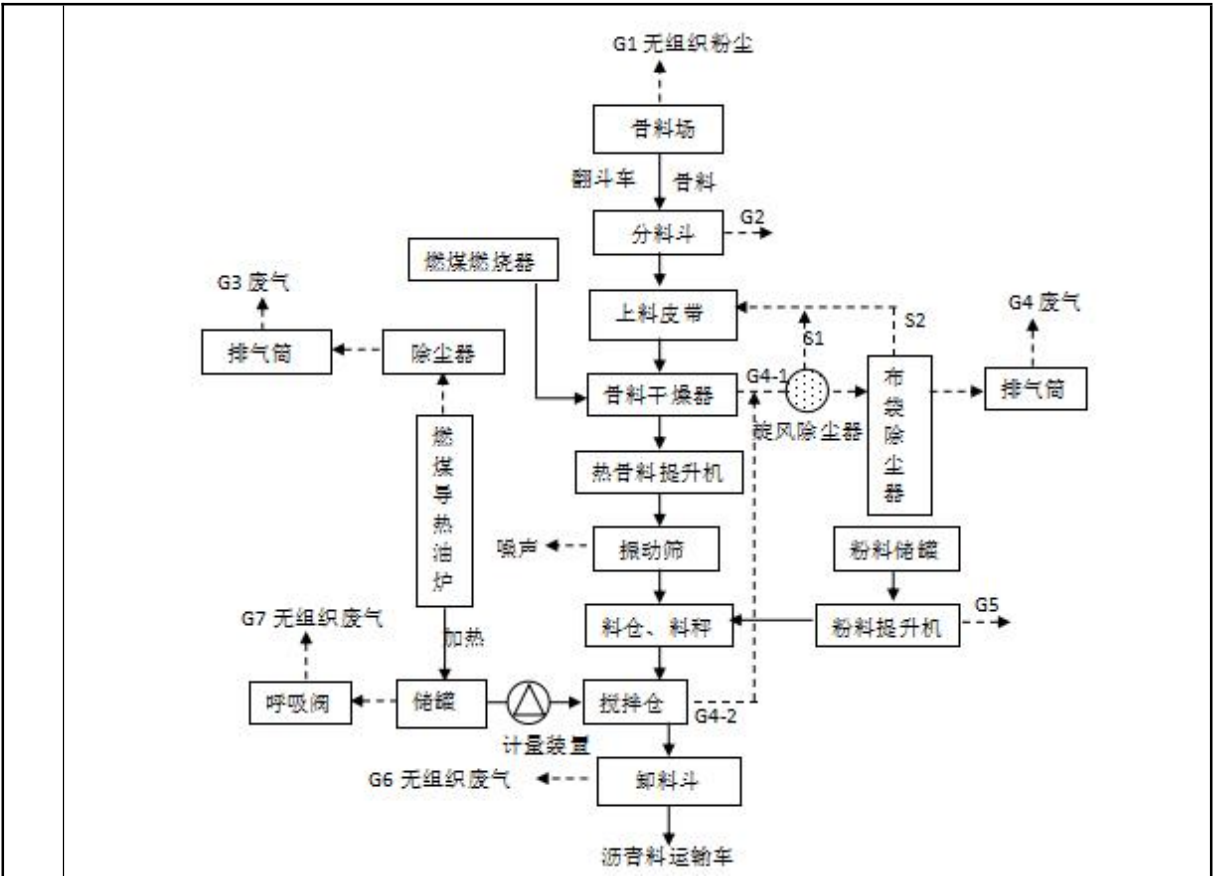 G1 无组织粉尘
骨料场
翻斗车
骨料
分料斗
G2
燃煤燃烧器
G3 废气
上料皮带
S1
S2
G4 废气
排气筒
除尘器
骨料干燥器
G4-1
旋风除尘器
布袋除尘器
排气筒
燃煤导热油炉
热骨料提升机
噪声
振动筛
粉料储罐
G7 无组织废气
加热
料仓、料秤
粉料提升机
G5
呼吸阀
储罐
计量装置
搅拌仓
G4-2
G6 无组织废气
卸料斗
沥青料运输车